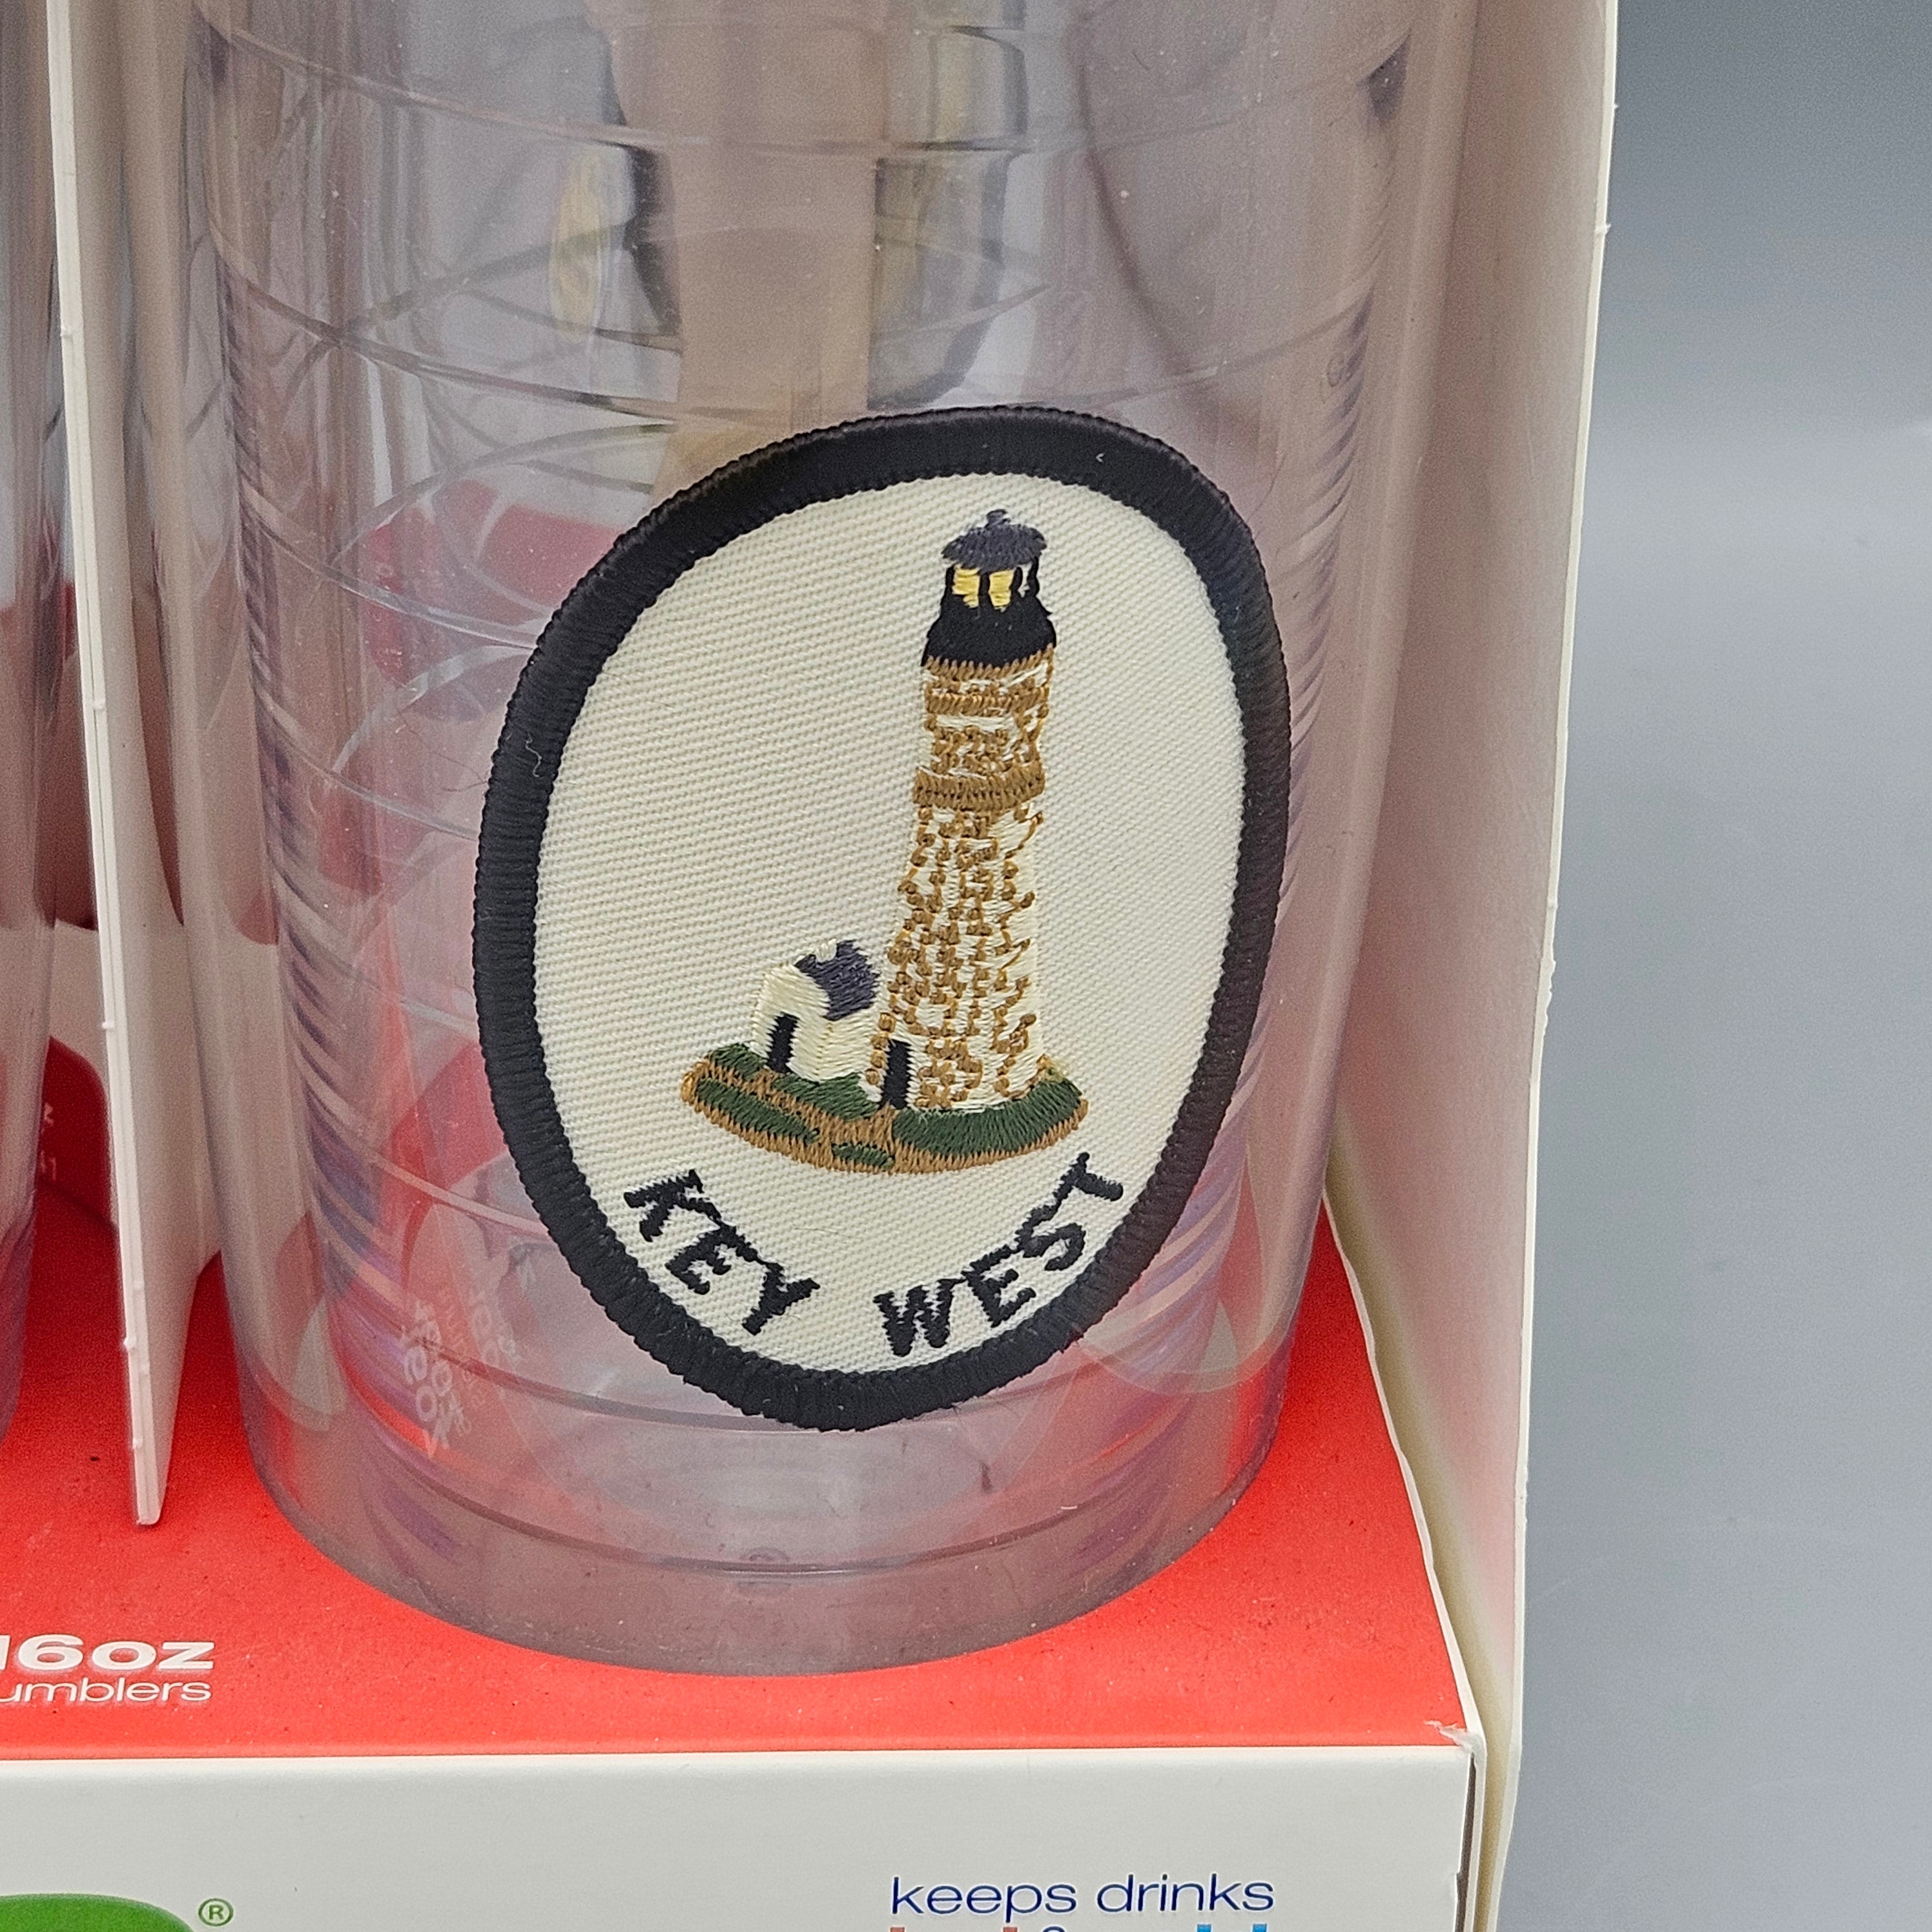 KEY WEST
16oz
umblers
®
keeps drinks